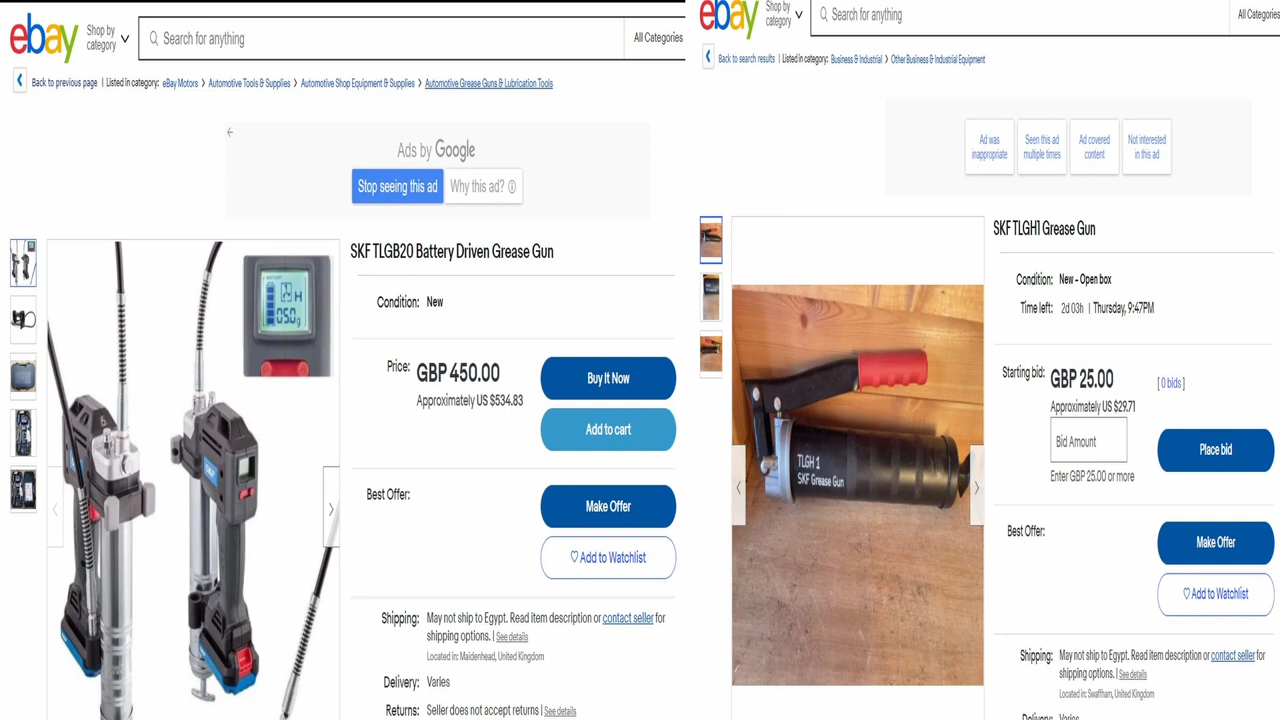 ebay
Shop by
category
Search for anything
All Categories
Back to previous page | Listed in category: eBay Motors > Automotive Tools & Supplies > Automotive Shop Equipment & Supplies > Automotive Grease Guns & Lubrication Tools
Ads by Google
Stop seeing this ad
Why this ad?
SKF TLGB20 Battery Driven Grease Gun
Condition: New
Price: GBP 450.00
Approximately US $534.83
Buy It Now
Add to cart
Best Offer:
Make Offer
Add to Watchlist
Shipping: May not ship to Egypt. Read item description or contact seller for
shipping options. | See details
Located in: Maidenhead, United Kingdom
Delivery: Varies
Returns: Seller does not accept returns | See details
H
05.0g
SKF
ebay
Shop by
category
Search for anything
All Categories
Back to search results | Listed in category: Business & Industrial > Other Business & Industrial Equipment
Ad was
inappropriate
Seen this ad
multiple times
Ad covered
content
Not interested
in this ad
SKF TLGH1 Grease Gun
Condition: New - Open box
Time left: 2d 03h | Thursday, 9:47PM
Starting bid: GBP 25.00
[ 0 bids ]
Approximately US $29.71
Bid Amount
Place bid
Enter GBP 25.00 or more
Best Offer:
Make Offer
Add to Watchlist
Shipping: May not ship to Egypt. Read item description or contact seller for
shipping options. | See details
Located in: Swaffham, United Kingdom
Delivery: Varies
TLGH 1
SKF Grease Gun